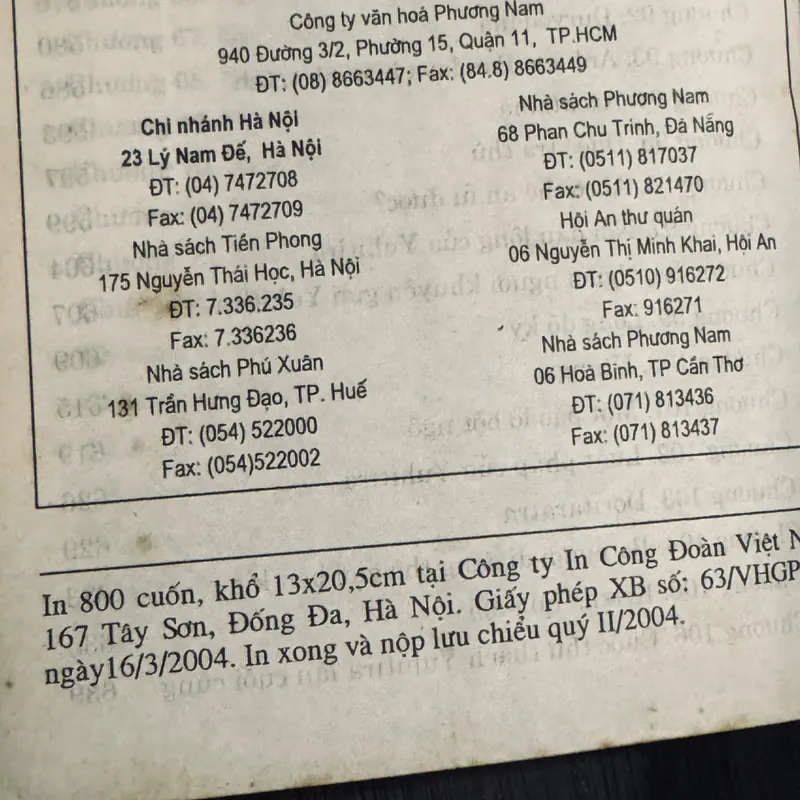 Công ty văn hoá Phương Nam
940 Đường 3/2, Phường 15, Quận 11, TP.HCM
ĐT: (08) 8663447; Fax: (84.8) 8663449
Chi nhánh Hà Nội
23 Lý Nam Đế, Hà Nội
ĐT: (04) 7472708
Fax: (04) 7472709
Nhà sách Tiền Phong
175 Nguyễn Thái Học, Hà Nội
ĐT: 7.336.235
Fax: 7.336236
Nhà sách Phú Xuân
131 Trần Hưng Đạo, TP. Huế
ĐT: (054) 522000
Fax: (054)522002
Nhà sách Phương Nam
68 Phan Chu Trinh, Đà Nẵng
ĐT: (0511) 817037
Fax: (0511) 821470
Hội An thư quán
06 Nguyễn Thị Minh Khai, Hội An
ĐT: (0510) 916272
Fax: 916271
Nhà sách Phương Nam
06 Hoà Bình, TP Cần Thơ
ĐT: (071) 813436
Fax: (071) 813437
In 800 cuốn, khổ 13x20,5cm tại Công ty In Công Đoàn Việt N
167 Tây Sơn, Đống Đa, Hà Nội. Giấy phép XB số: 63/VHGP
ngày16/3/2004. In xong và nộp lưu chiểu quý II/2004.